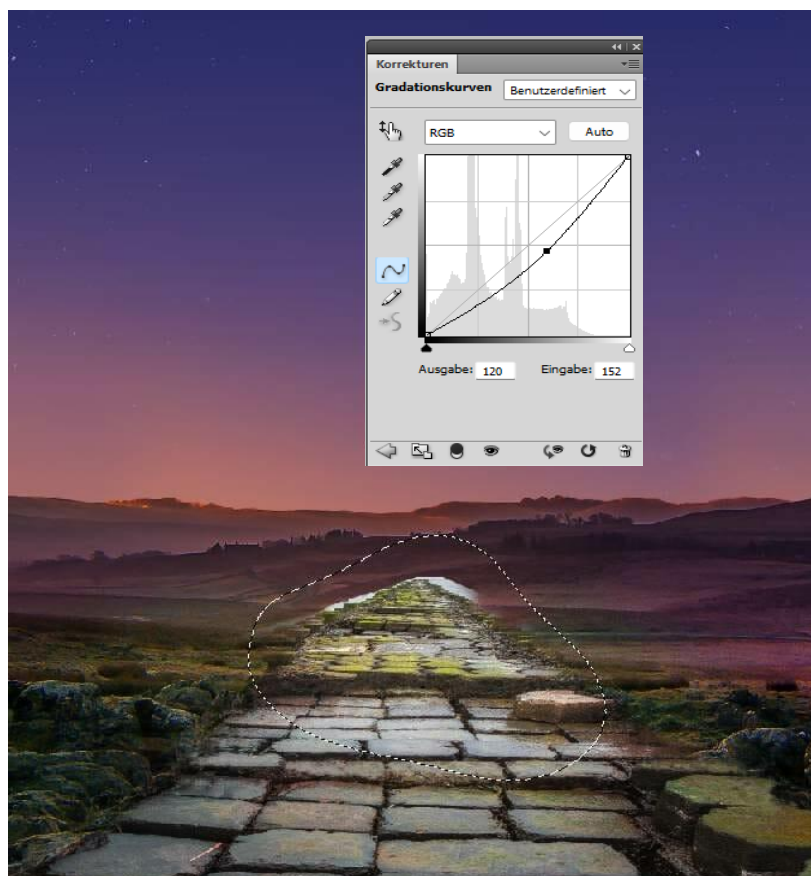 Korrekturen
Gradationskurven Benutzerdefiniert
RGB Auto
Ausgabe: 120 Eingabe: 152